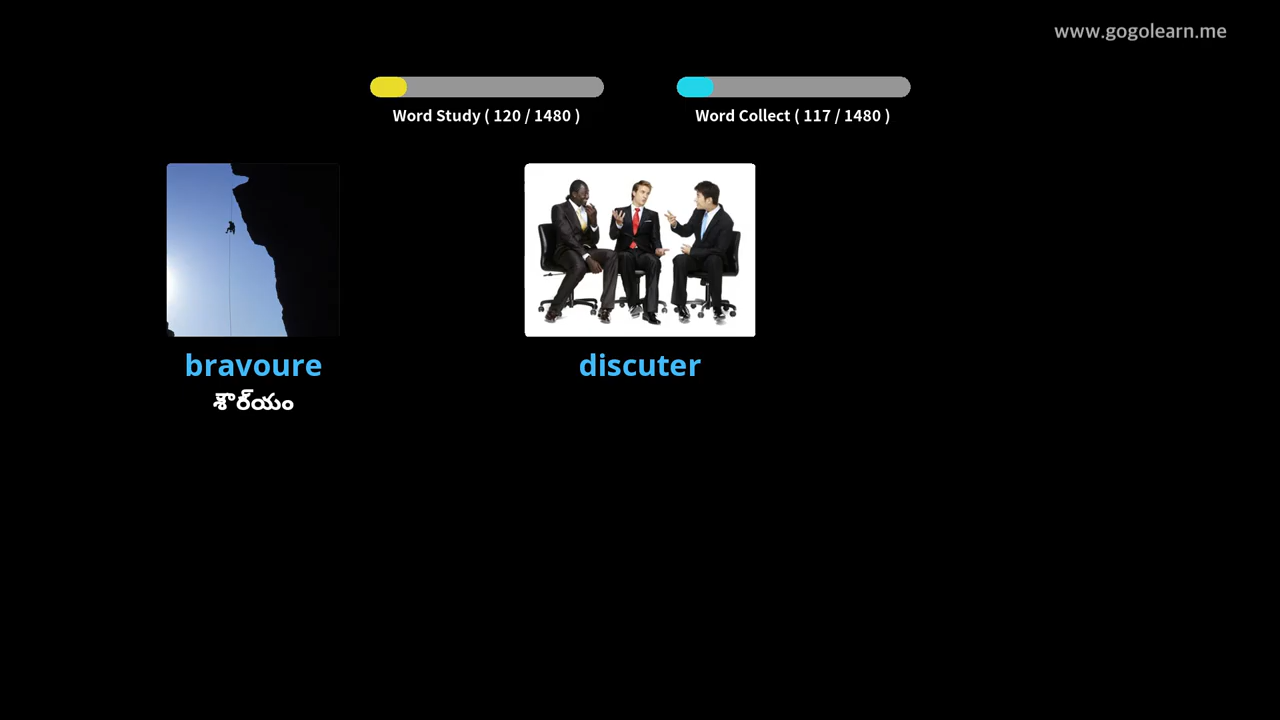 www.gogolearn.me
Word Study ( 120 / 1480 )
Word Collect ( 117 / 1480 )
bravoure
discuter
శౌర్యం